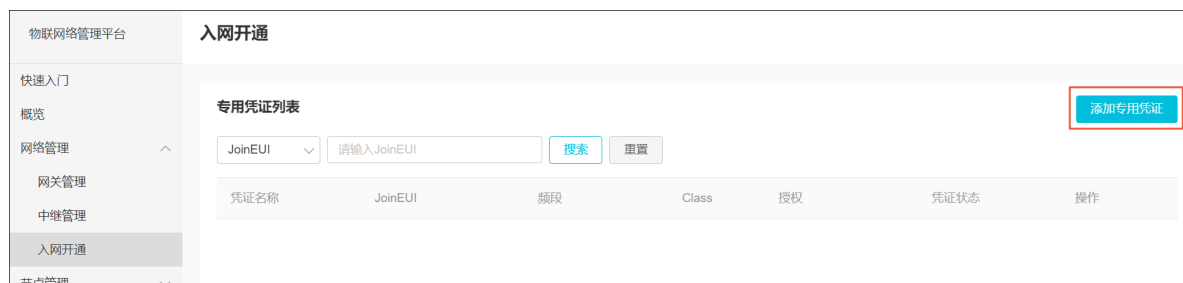 物联网络管理平台
入网开通
快速入门
概览
网络管理
网关管理
中继管理
入网开通
节点管理
专用凭证列表
添加专用凭证
JoinEUI 请输入JoinEUI 搜索 重置
凭证名称 JoinEUI 频段 Class 授权 凭证状态 操作